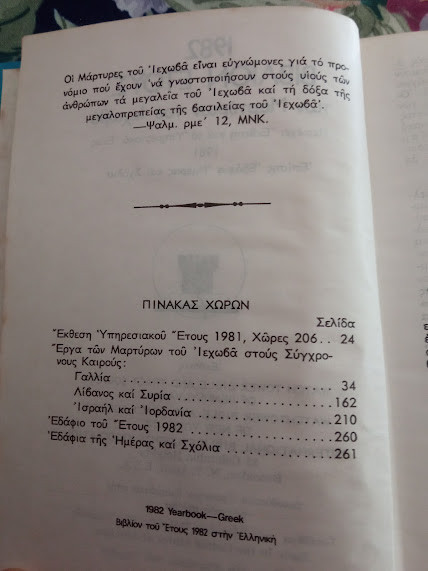 Οἱ Μάρτυρες τοῦ Ἰεχωβᾶ εἶναι εὐγνώμονες γιά τό προ-
νόμιο πού ἔχουν ‘νά γνωστοποιήσουν στούς υἱούς τῶν
ἀνθρώπων τά μεγαλεῖα τοῦ Ἰεχωβᾶ καί τή δόξα τῆς
μεγαλοπρεπείας τῆς βασιλείας τοῦ Ἰεχωβᾶ’.
—Ψαλμ. ρμε’ 12, ΜΝΚ.
ΠΙΝΑΚΑΣ ΧΩΡΩΝ
Σελίδα
Ἔκθεση Ὑπηρεσιακοῦ Ἔτους 1981, Χῶρες 206 . . 24
Ἔργα τῶν Μαρτύρων τοῦ Ἰεχωβᾶ στούς Σύγχρο-
νους Καιρούς:
Γαλλία . . . . . . . . . . . . . . . . . . . . 34
Λίβανος καί Συρία . . . . . . . . . . . . . . . 162
Ἰσραήλ καί Ἰορδανία . . . . . . . . . . . . . . 210
Ἐδάφιο τοῦ Ἔτους 1982 . . . . . . . . . . . . . 260
Ἐδάφια τῆς Ἡμέρας καί Σχόλια . . . . . . . . . . 261
1982 Yearbook—Greek
Βιβλίον τοῦ Ἔτους 1982 στήν Ἑλληνική